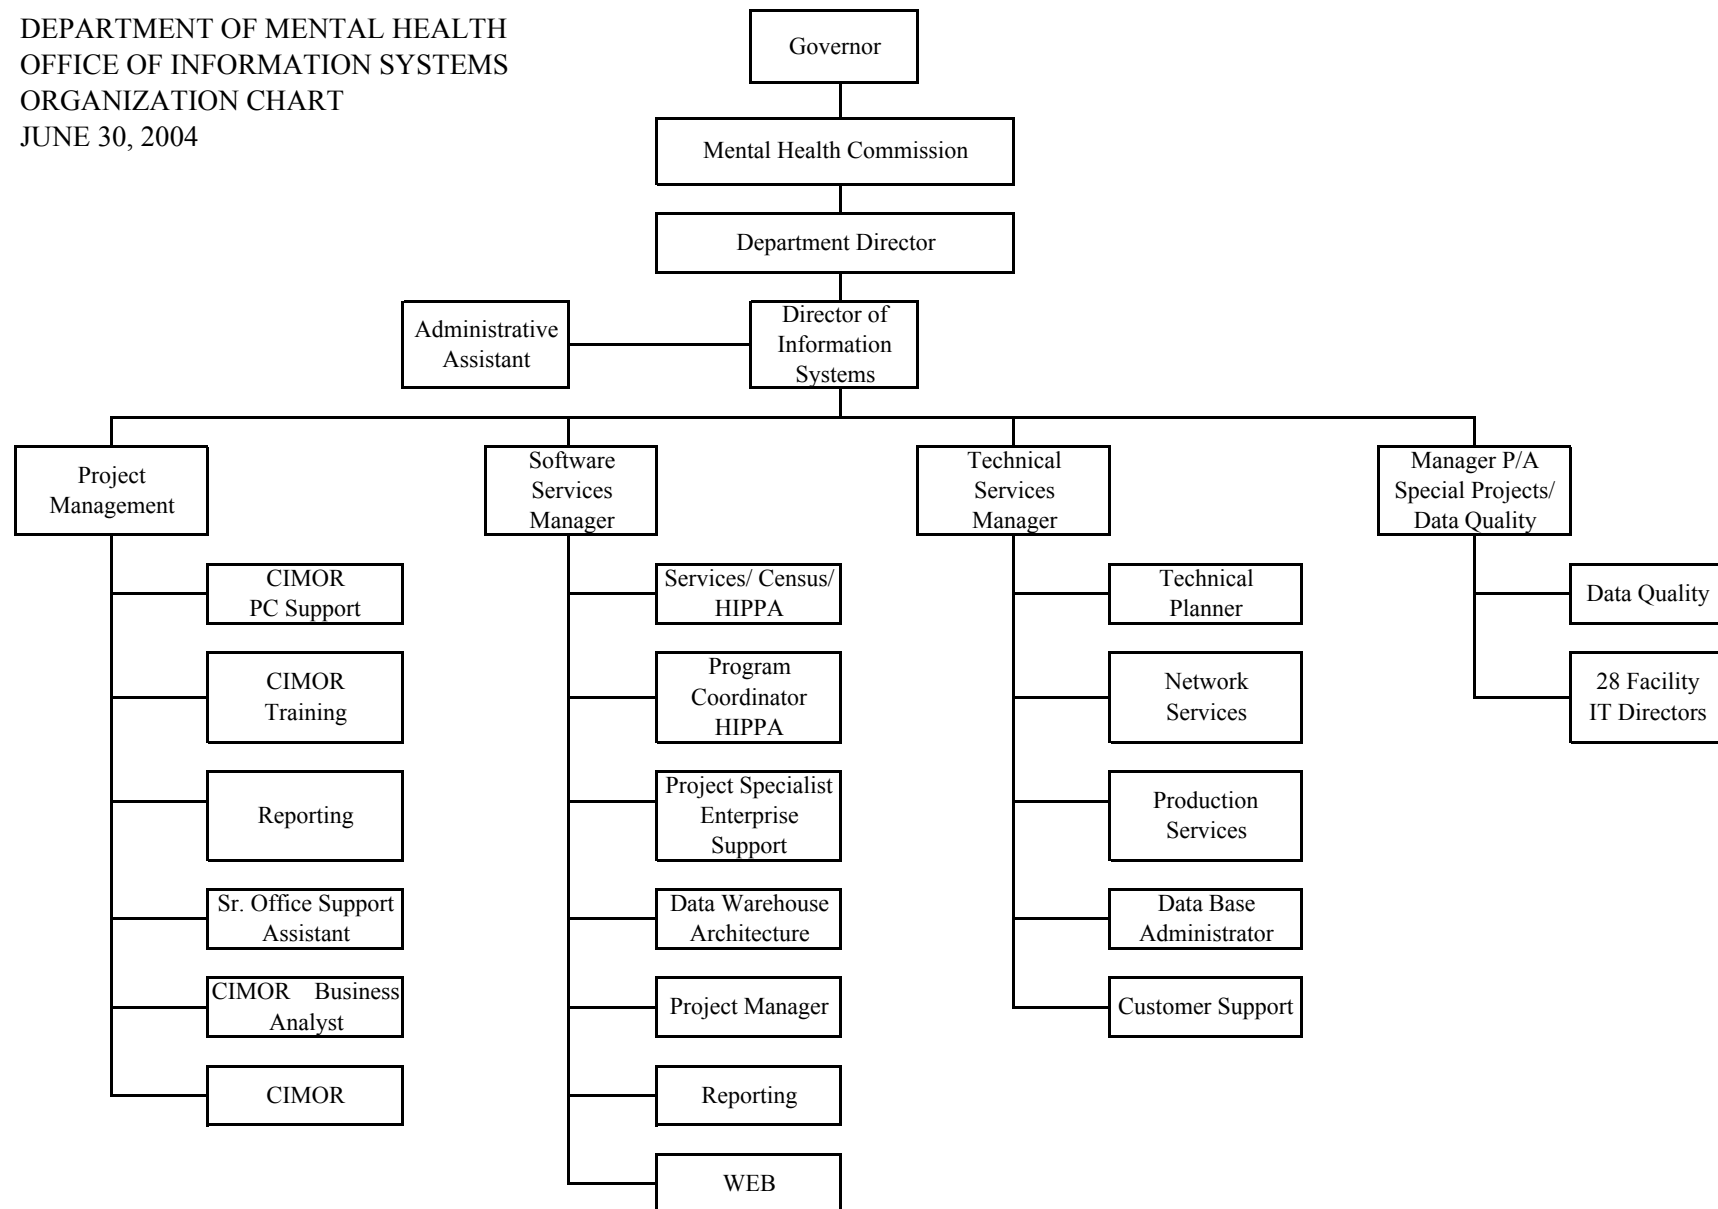 DEPARTMENT OF MENTAL HEALTH
OFFICE OF INFORMATION SYSTEMS
ORGANIZATION CHART
JUNE 30, 2004
Governor
Mental Health Commission
Department Director
Administrative
Assistant
Director of
Information
Systems
Project
Management
Software
Services
Manager
Technical
Services
Manager
Manager P/A
Special Projects/
Data Quality
CIMOR
PC Support
CIMOR
Training
Reporting
Sr. Office Support
Assistant
CIMOR Business
Analyst
CIMOR
Services/ Census/
HIPPA
Program
Coordinator
HIPPA
Project Specialist
Enterprise
Support
Data Warehouse
Architecture
Project Manager
Reporting
WEB
Technical
Planner
Network
Services
Production
Services
Data Base
Administrator
Customer Support
Data Quality
28 Facility
IT Directors